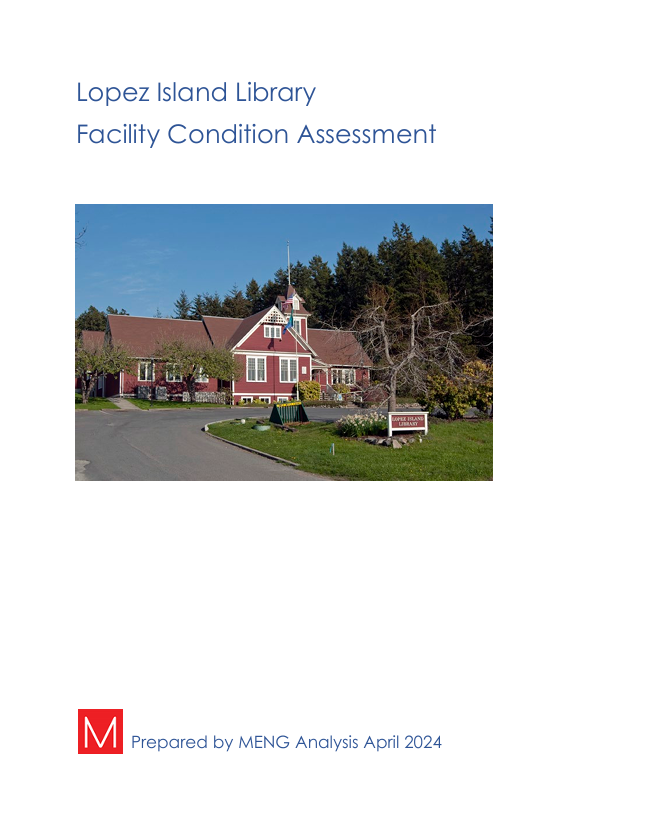 Lopez Island Library
Facility Condition Assessment
LOPEZ ISLAND
LIBRARY
M
Prepared by MENG Analysis April 2024